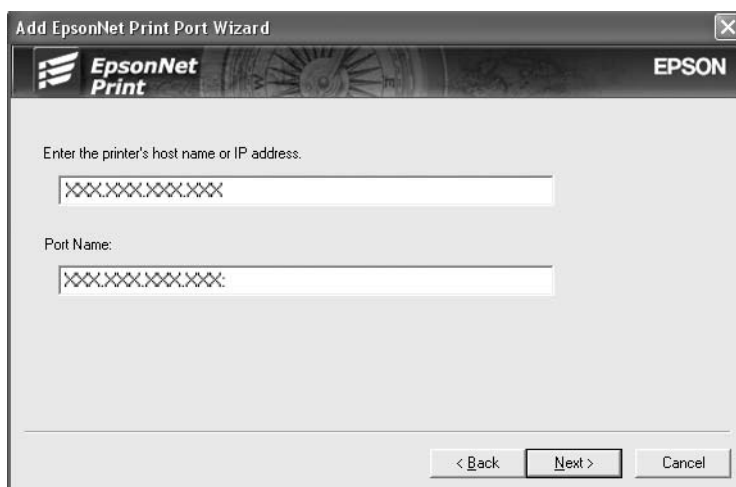 Add EpsonNet Print Port Wizard
EpsonNet
Print
EPSON
Enter the printer's host name or IP address.
XXX.XXX.XXX.XXX
Port Name:
XXX.XXX.XXX.XXX:
< Back
Next >
Cancel